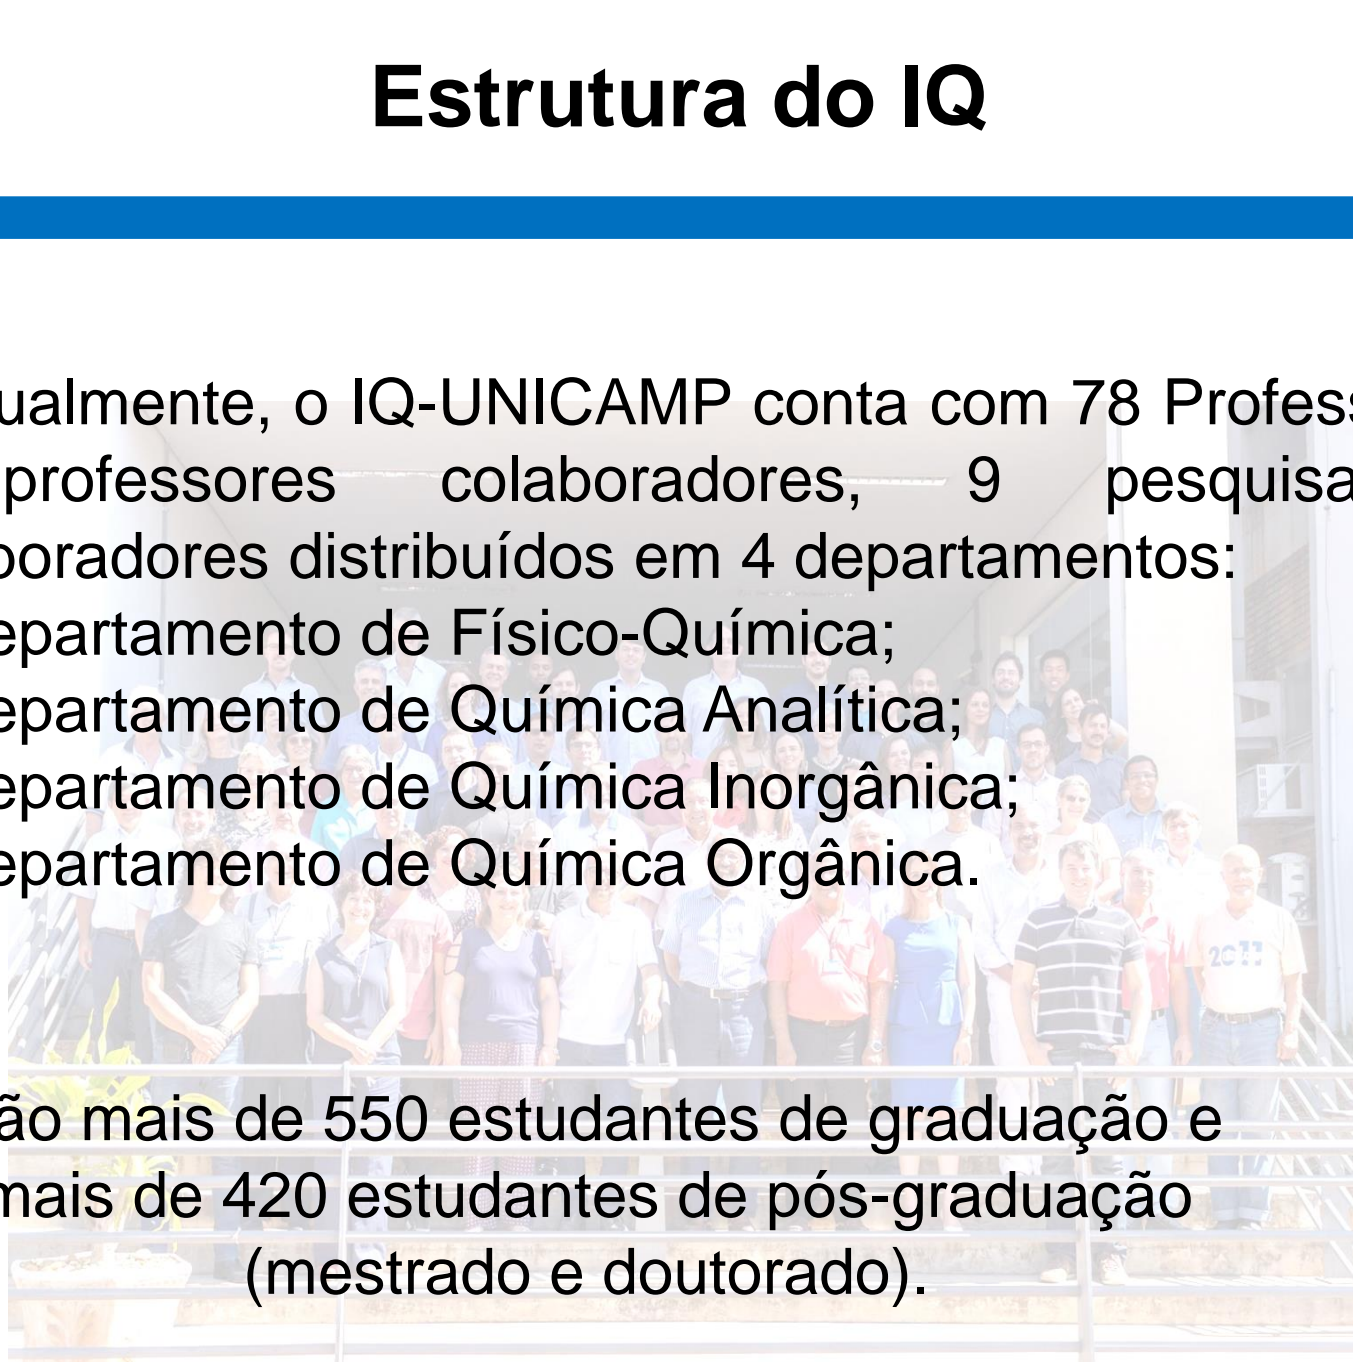 Estrutura do IQ
ualmente, o IQ-UNICAMP conta com 78 Profess
professores colaboradores, 9 pesquisa
boradores distribuídos em 4 departamentos:
epartamento de Físico-Química;
epartamento de Química Analítica;
epartamento de Química Inorgânica;
epartamento de Química Orgânica.
2011
ão mais de 550 estudantes de graduação e
mais de 420 estudantes de pós-graduação
(mestrado e doutorado).